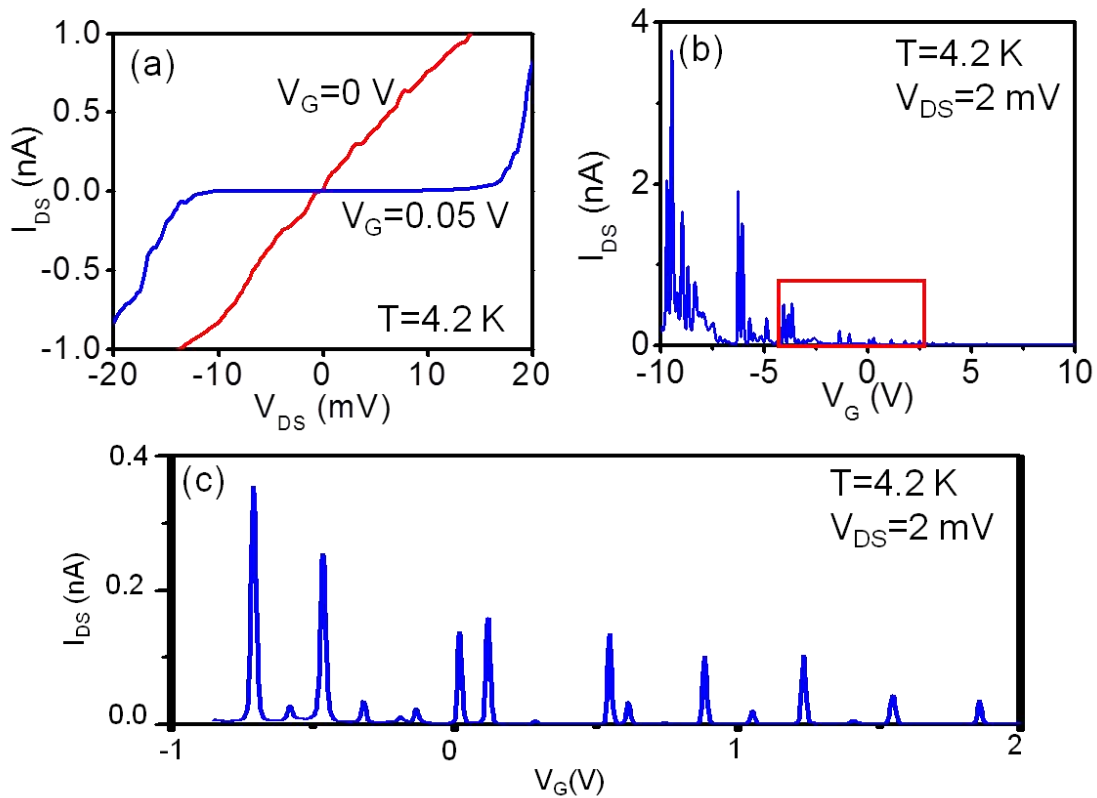 (a)
V_G=0 V
V_G=0.05 V
T=4.2 K
1.0
0.5
0.0
-0.5
-1.0
I_DS (nA)
-20 -10 0 10 20
V_DS (mV)
(b)
T=4.2 K
V_DS=2 mV
4
2
0
I_DS (nA)
-10 -5 0 5 10
V_G (V)
(c)
T=4.2 K
V_DS=2 mV
0.4
0.2
0.0
I_DS (nA)
-1 0 1 2
V_G(V)